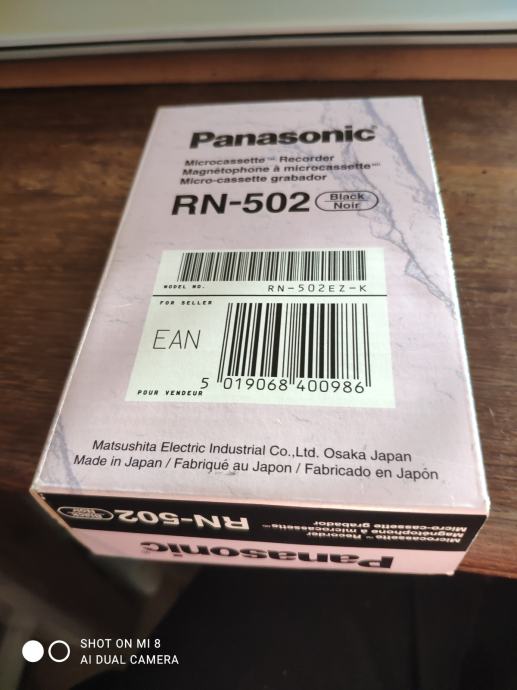 Panasonic
Microcassette™ Recorder
Magnétophone à microcassette™
Micro-cassette grabador
RN-502 Black
Noir
MODEL NO. RN-502EZ-K
FOR SELLER
EAN
5 019068 400986
POUR VENDEUR
Matsushita Electric Industrial Co.,Ltd. Osaka Japan
Made in Japan / Fabriqué au Japon / Fabricado en Japón
Panasonic
Microcassette™ Recorder
Magnétophone à microcassette™
Micro-cassette grabador
RN-502 Black
Noir
SHOT ON MI 8
AI DUAL CAMERA